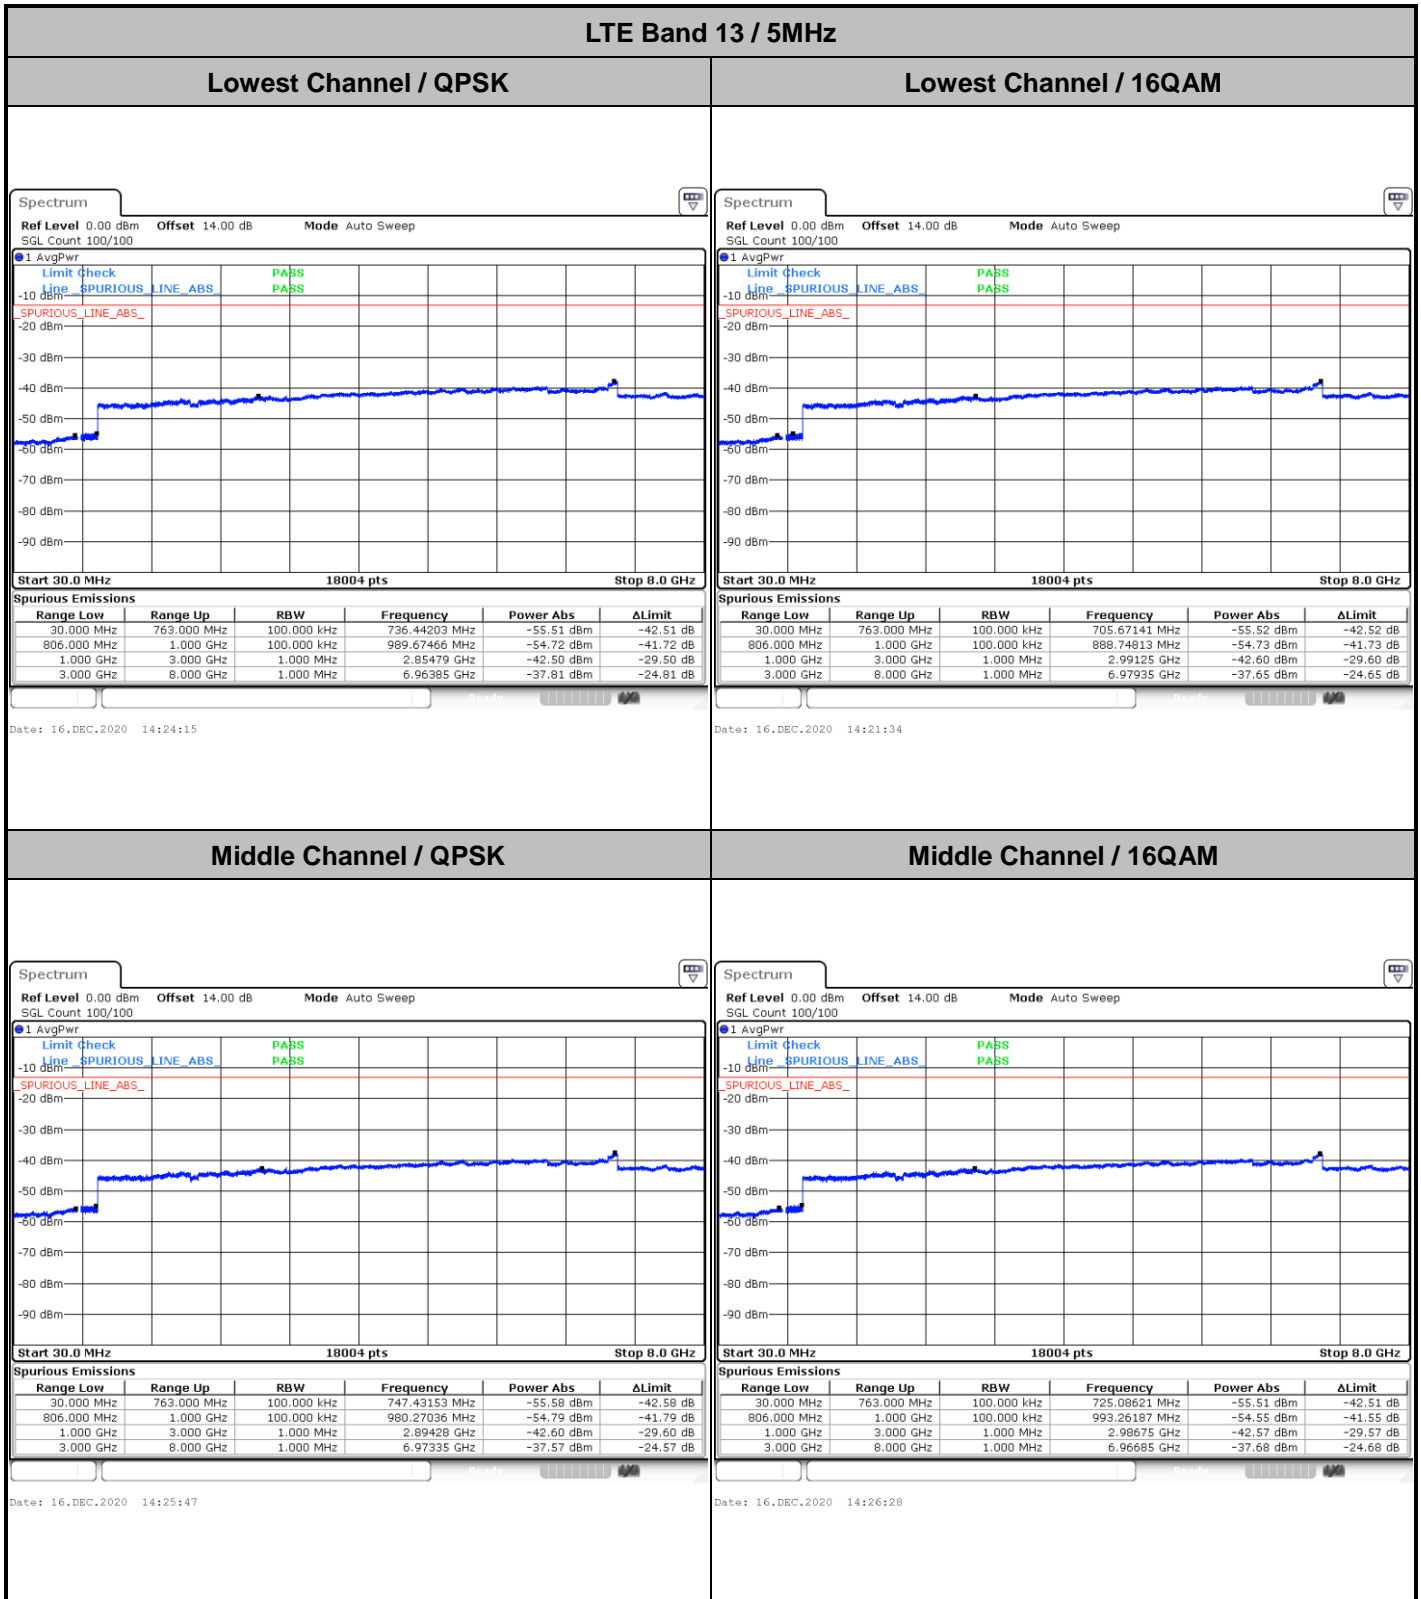 LTE Band 13 / 5MHz
Lowest Channel / QPSK
Lowest Channel / 16QAM
Spectrum
Ref Level 0.00 dBm Offset 14.00 dB Mode Auto Sweep
SGL Count 100/100
1 AvgPwr
Limit Check PASS
Line _SPURIOUS_LINE_ABS_ PASS
-10 dBm
_SPURIOUS_LINE_ABS_
-20 dBm
-30 dBm
-40 dBm
-50 dBm
-60 dBm
-70 dBm
-80 dBm
-90 dBm
Start 30.0 MHz 18004 pts Stop 8.0 GHz
Spurious Emissions
Range Low Range Up RBW Frequency Power Abs ΔLimit
30.000 MHz 763.000 MHz 100.000 kHz 736.44203 MHz -55.51 dBm -42.51 dB
806.000 MHz 1.000 GHz 100.000 kHz 989.67466 MHz -54.72 dBm -41.72 dB
1.000 GHz 3.000 GHz 1.000 MHz 2.85479 GHz -42.50 dBm -29.50 dB
3.000 GHz 8.000 GHz 1.000 MHz 6.96385 GHz -37.81 dBm -24.81 dB
Date: 16.DEC.2020 14:24:15
Spectrum
Ref Level 0.00 dBm Offset 14.00 dB Mode Auto Sweep
SGL Count 100/100
1 AvgPwr
Limit Check PASS
Line _SPURIOUS_LINE_ABS_ PASS
-10 dBm
_SPURIOUS_LINE_ABS_
-20 dBm
-30 dBm
-40 dBm
-50 dBm
-60 dBm
-70 dBm
-80 dBm
-90 dBm
Start 30.0 MHz 18004 pts Stop 8.0 GHz
Spurious Emissions
Range Low Range Up RBW Frequency Power Abs ΔLimit
30.000 MHz 763.000 MHz 100.000 kHz 705.67141 MHz -55.52 dBm -42.52 dB
806.000 MHz 1.000 GHz 100.000 kHz 888.74813 MHz -54.73 dBm -41.73 dB
1.000 GHz 3.000 GHz 1.000 MHz 2.99125 GHz -42.60 dBm -29.60 dB
3.000 GHz 8.000 GHz 1.000 MHz 6.97935 GHz -37.65 dBm -24.65 dB
Ready
Date: 16.DEC.2020 14:21:34
Middle Channel / QPSK
Middle Channel / 16QAM
Spectrum
Ref Level 0.00 dBm Offset 14.00 dB Mode Auto Sweep
SGL Count 100/100
1 AvgPwr
Limit Check PASS
Line _SPURIOUS_LINE_ABS_ PASS
-10 dBm
_SPURIOUS_LINE_ABS_
-20 dBm
-30 dBm
-40 dBm
-50 dBm
-60 dBm
-70 dBm
-80 dBm
-90 dBm
Start 30.0 MHz 18004 pts Stop 8.0 GHz
Spurious Emissions
Range Low Range Up RBW Frequency Power Abs ΔLimit
30.000 MHz 763.000 MHz 100.000 kHz 747.43153 MHz -55.58 dBm -42.58 dB
806.000 MHz 1.000 GHz 100.000 kHz 980.27036 MHz -54.79 dBm -41.79 dB
1.000 GHz 3.000 GHz 1.000 MHz 2.89428 GHz -42.60 dBm -29.60 dB
3.000 GHz 8.000 GHz 1.000 MHz 6.97335 GHz -37.57 dBm -24.57 dB
Ready
Date: 16.DEC.2020 14:25:47
Spectrum
Ref Level 0.00 dBm Offset 14.00 dB Mode Auto Sweep
SGL Count 100/100
1 AvgPwr
Limit Check PASS
Line _SPURIOUS_LINE_ABS_ PASS
-10 dBm
_SPURIOUS_LINE_ABS_
-20 dBm
-30 dBm
-40 dBm
-50 dBm
-60 dBm
-70 dBm
-80 dBm
-90 dBm
Start 30.0 MHz 18004 pts Stop 8.0 GHz
Spurious Emissions
Range Low Range Up RBW Frequency Power Abs ΔLimit
30.000 MHz 763.000 MHz 100.000 kHz 725.08621 MHz -55.51 dBm -42.51 dB
806.000 MHz 1.000 GHz 100.000 kHz 993.26187 MHz -54.55 dBm -41.55 dB
1.000 GHz 3.000 GHz 1.000 MHz 2.98675 GHz -42.57 dBm -29.57 dB
3.000 GHz 8.000 GHz 1.000 MHz 6.96685 GHz -37.68 dBm -24.68 dB
Ready
Date: 16.DEC.2020 14:26:28